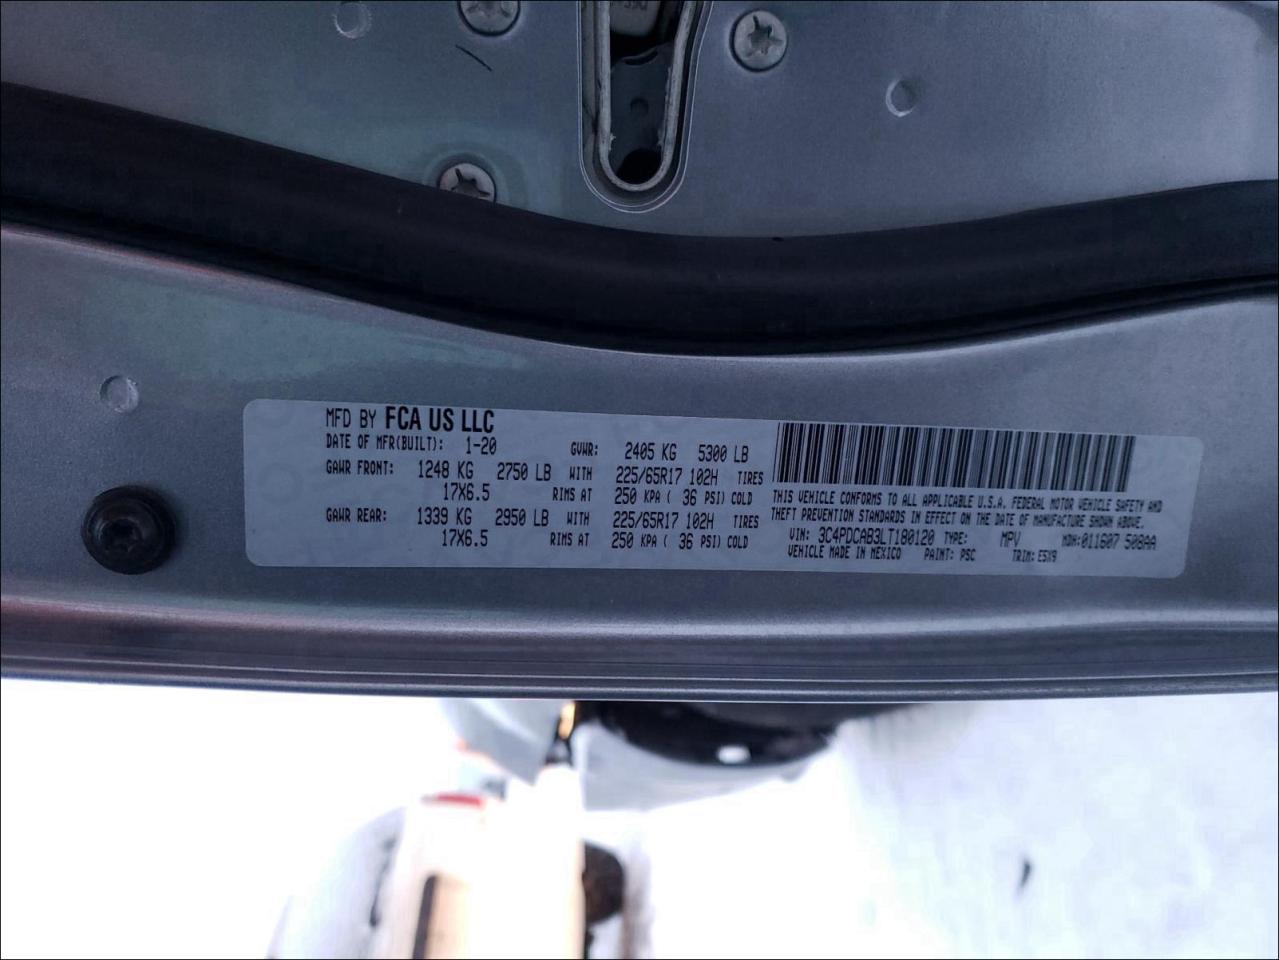 MFD BY FCA US LLC
DATE OF MFR(BUILT): 1-20 GVWR: 2405 KG 5300 LB
GAWR FRONT: 1248 KG 2750 LB WITH 225/65R17 102H TIRES
17X6.5 RIMS AT 250 KPA ( 36 PSI) COLD
GAWR REAR: 1339 KG 2950 LB WITH 225/65R17 102H TIRES
17X6.5 RIMS AT 250 KPA ( 36 PSI) COLD
THIS VEHICLE CONFORMS TO ALL APPLICABLE U.S.A. FEDERAL MOTOR VEHICLE SAFETY AND
THEFT PREVENTION STANDARDS IN EFFECT ON THE DATE OF MANUFACTURE SHOWN ABOVE.
VIN: 3C4PDCAB3LT180120 TYPE: MPV MDH: 011607 508AA
VEHICLE MADE IN MEXICO PAINT: PSC TRIM: E5X9